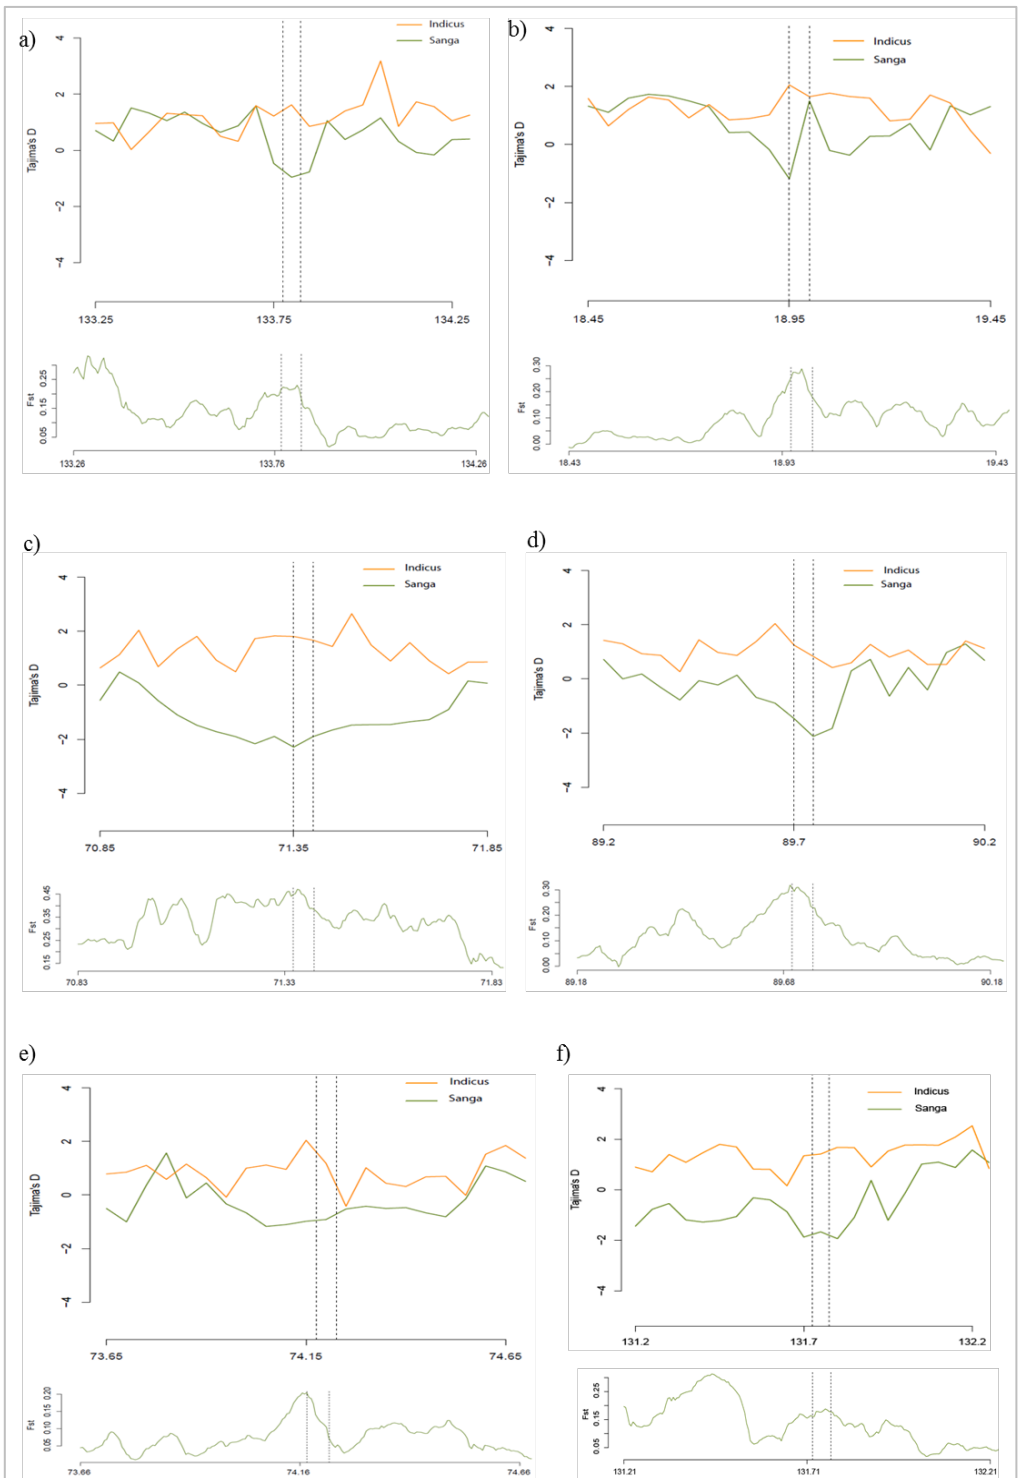 a)
Indicus
Sanga
Tajima's D
4
2
0
-2
-4
133.25 133.75 134.25
Fst
0.25
0.15
0.05
133.26 133.76 134.26
b)
Indicus
Sanga
Tajima's D
4
2
0
-2
-4
18.45 18.95 19.45
Fst
0.30
0.20
0.10
0.00
18.43 18.93 19.43
c)
Indicus
Sanga
Tajima's D
4
2
0
-2
-4
70.85 71.35 71.85
Fst
0.45
0.35
0.25
0.15
70.83 71.33 71.83
d)
Indicus
Sanga
Tajima's D
4
2
0
-2
-4
89.2 89.7 90.2
Fst
0.30
0.20
0.10
0.00
89.18 89.68 90.18
e)
Indicus
Sanga
Tajima's D
4
2
0
-2
-4
73.65 74.15 74.65
Fst
0.20
0.15
0.10
0.05
73.66 74.16 74.66
f)
Indicus
Sanga
Tajima's D
4
2
0
-2
-4
131.2 131.7 132.2
Fst
0.25
0.15
0.05
131.21 131.71 132.21